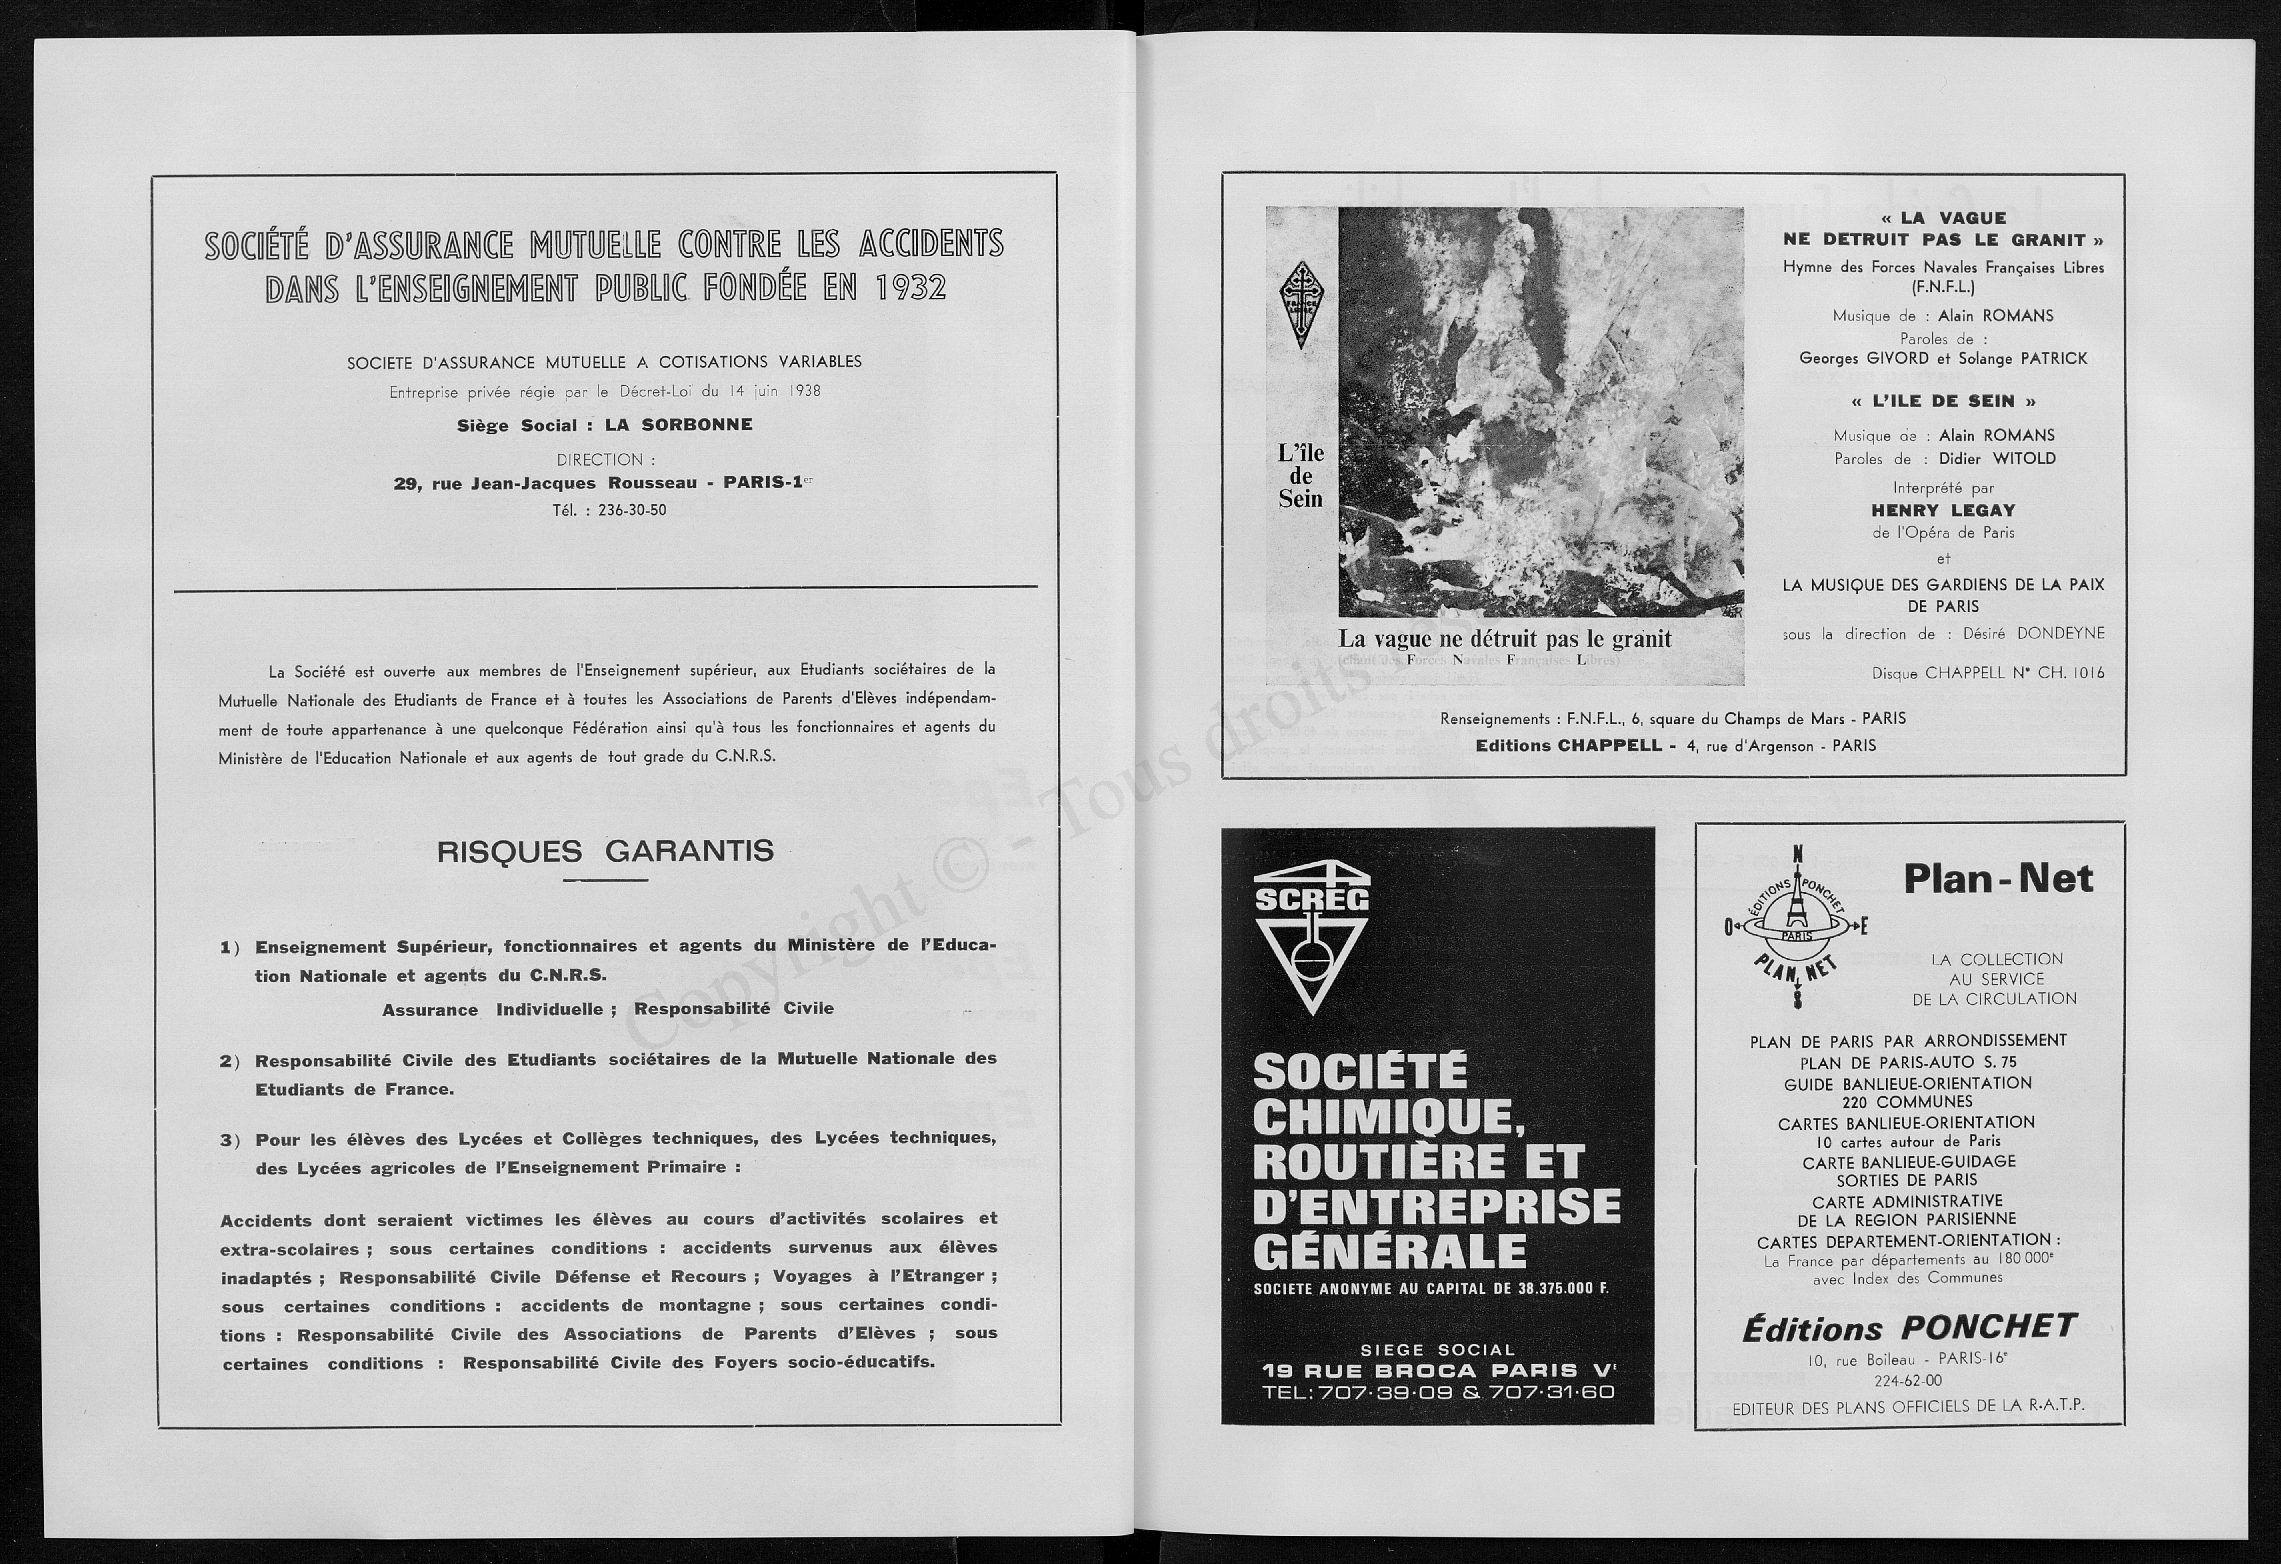 SOCIÉTÉ D'ASSURANCE MUTUELLE CONTRE LES ACCIDENTS
DANS L'ENSEIGNEMENT PUBLIC FONDÉE EN 1932
SOCIETE D'ASSURANCE MUTUELLE A COTISATIONS VARIABLES
Entreprise privée régie par le Décret-Loi du 14 juin 1938
Siège Social : LA SORBONNE
DIRECTION :
29, rue Jean-Jacques Rousseau - PARIS-1er
Tél. : 236-30-50
La Société est ouverte aux membres de l'Enseignement supérieur, aux Etudiants sociétaires de la
Mutuelle Nationale des Etudiants de France et à toutes les Associations de Parents d'Elèves indépendam-
ment de toute appartenance à une quelconque Fédération ainsi qu'à tous les fonctionnaires et agents du
Ministère de l'Education Nationale et aux agents de tout grade du C.N.R.S.
RISQUES GARANTIS
1) Enseignement Supérieur, fonctionnaires et agents du Ministère de l'Educa-
tion Nationale et agents du C.N.R.S.
Assurance Individuelle ; Responsabilité Civile
2) Responsabilité Civile des Etudiants sociétaires de la Mutuelle Nationale des
Etudiants de France.
3) Pour les élèves des Lycées et Collèges techniques, des Lycées techniques,
des Lycées agricoles de l'Enseignement Primaire :
Accidents dont seraient victimes les élèves au cours d'activités scolaires et
extra-scolaires ; sous certaines conditions : accidents survenus aux élèves
inadaptés ; Responsabilité Civile Défense et Recours ; Voyages à l'Etranger ;
sous certaines conditions : accidents de montagne ; sous certaines condi-
tions : Responsabilité Civile des Associations de Parents d'Elèves ; sous
certaines conditions : Responsabilité Civile des Foyers socio-éducatifs.
Copyright © - Tous droits rés
FRANCE
LIBRE
L'île
de
Sein
La vague ne détruit pas le granit
(chant des Forces Navales Françaises Libres)
« LA VAGUE
NE DETRUIT PAS LE GRANIT »
Hymne des Forces Navales Françaises Libres
(F.N.F.L.)
Musique de : Alain ROMANS
Paroles de :
Georges GIVORD et Solange PATRICK
« L'ILE DE SEIN »
Musique de : Alain ROMANS
Paroles de : Didier WITOLD
Interprété par
HENRY LEGAY
de l'Opéra de Paris
et
LA MUSIQUE DES GARDIENS DE LA PAIX
DE PARIS
sous la direction de : Désiré DONDEYNE
Disque CHAPPELL N° CH. 1016
Renseignements : F.N.F.L., 6, square du Champs de Mars - PARIS
Editions CHAPPELL - 4, rue d'Argenson - PARIS
SCREG
SOCIÉTÉ
CHIMIQUE,
ROUTIÈRE ET
D'ENTREPRISE
GÉNÉRALE
SOCIETE ANONYME AU CAPITAL DE 38.375.000 F.
SIEGE SOCIAL
19 RUE BROCA PARIS Ve
TEL: 707·39·09 & 707·31·60
N
ÉDITIONS PONCHET
O E
PARIS
PLAN NET
S
Plan-Net
LA COLLECTION
AU SERVICE
DE LA CIRCULATION
PLAN DE PARIS PAR ARRONDISSEMENT
PLAN DE PARIS-AUTO S. 75
GUIDE BANLIEUE-ORIENTATION
220 COMMUNES
CARTES BANLIEUE-ORIENTATION
10 cartes autour de Paris
CARTE BANLIEUE-GUIDAGE
SORTIES DE PARIS
CARTE ADMINISTRATIVE
DE LA REGION PARISIENNE
CARTES DEPARTEMENT-ORIENTATION :
La France par départements au 180 000e
avec Index des Communes
Éditions PONCHET
10, rue Boileau - PARIS-16e
224-62-00
EDITEUR DES PLANS OFFICIELS DE LA R.A.T.P.